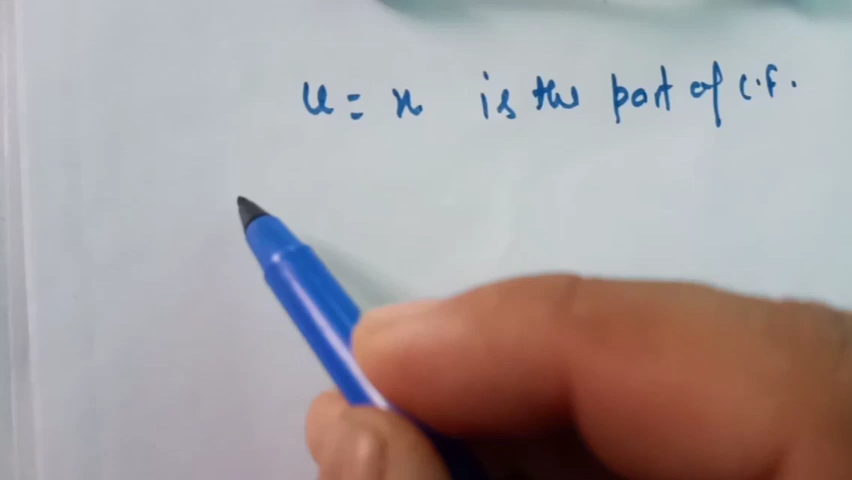 u = x is the part of C.F.